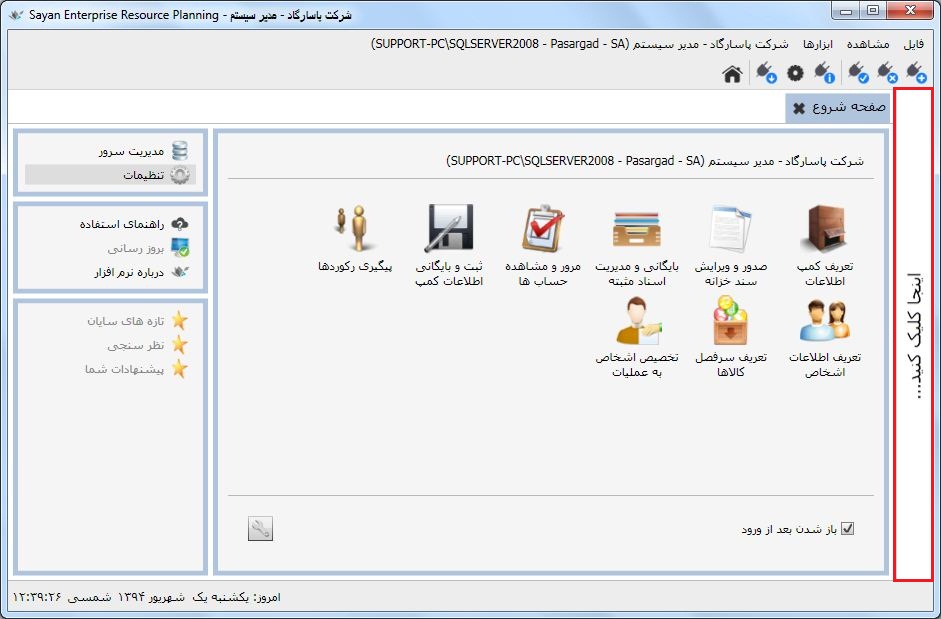 شرکت پاسارگاد - مدیر سیستم - Sayan Enterprise Resource Planning
فایل مشاهده ابزارها شرکت پاسارگاد - مدیر سیستم (SUPPORT-PC\SQLSERVER2008 - Pasargad - SA)
صفحه شروع
اینجا کلیک کنید...
شرکت پاسارگاد - مدیر سیستم (SUPPORT-PC\SQLSERVER2008 - Pasargad - SA)
تعریف کمپ
اطلاعات
صدور و ویرایش
سند خزانه
بایگانی و مدیریت
اسناد مثبته
مرور و مشاهده
حساب ها
ثبت و بایگانی
اطلاعات کمپ
پیگیری رکوردها
تعریف اطلاعات
اشخاص
تعریف سرفصل
کالاها
تخصیص اشخاص
به عملیات
باز شدن بعد از ورود
مدیریت سرور
تنظیمات
راهنمای استفاده
بروز رسانی
درباره نرم افزار
تازه های سایان
نظر سنجی
پیشنهادات شما
امروز: یکشنبه یک شهریور ۱۳۹۴ شمسی ۱۲:۳۹:۲۶